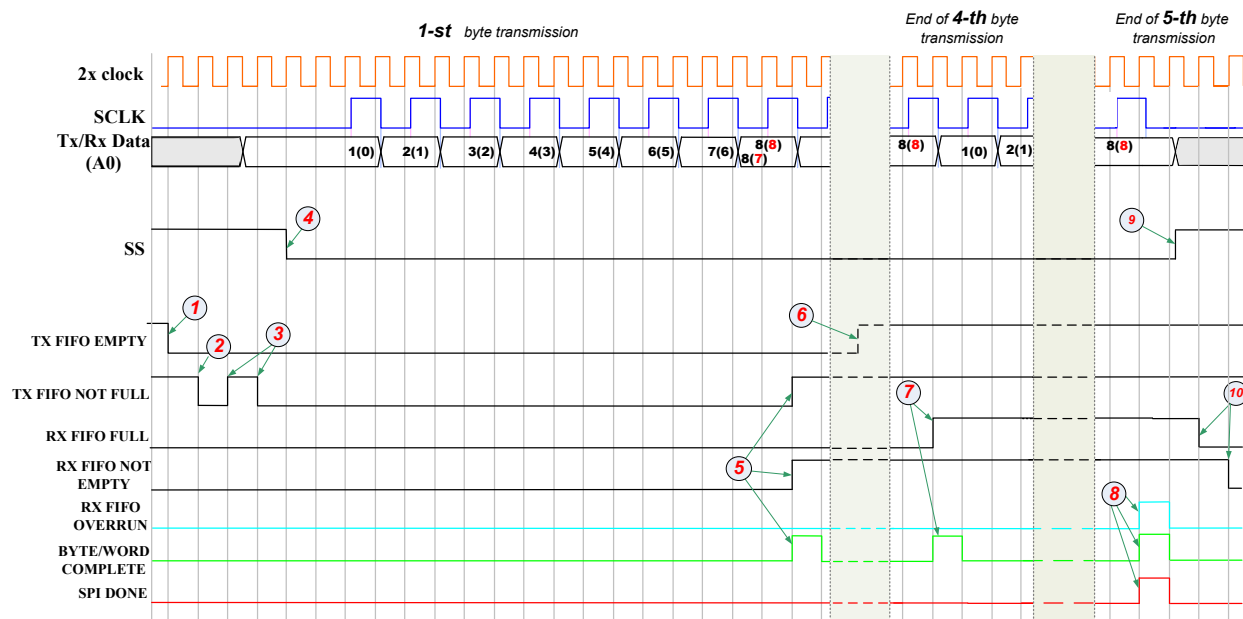 1-st byte transmission
End of 4-th byte
transmission
End of 5-th byte
transmission
2x clock
SCLK
Tx/Rx Data
(A0)
1(0)
2(1)
3(2)
4(3)
5(4)
6(5)
7(6)
8(8)
8(7)
8(8)
1(0)
2(1)
8(8)
4
9
SS
1
6
TX FIFO EMPTY
2
3
TX FIFO NOT FULL
7
10
RX FIFO FULL
5
RX FIFO NOT
EMPTY
8
RX FIFO
OVERRUN
BYTE/WORD
COMPLETE
SPI DONE